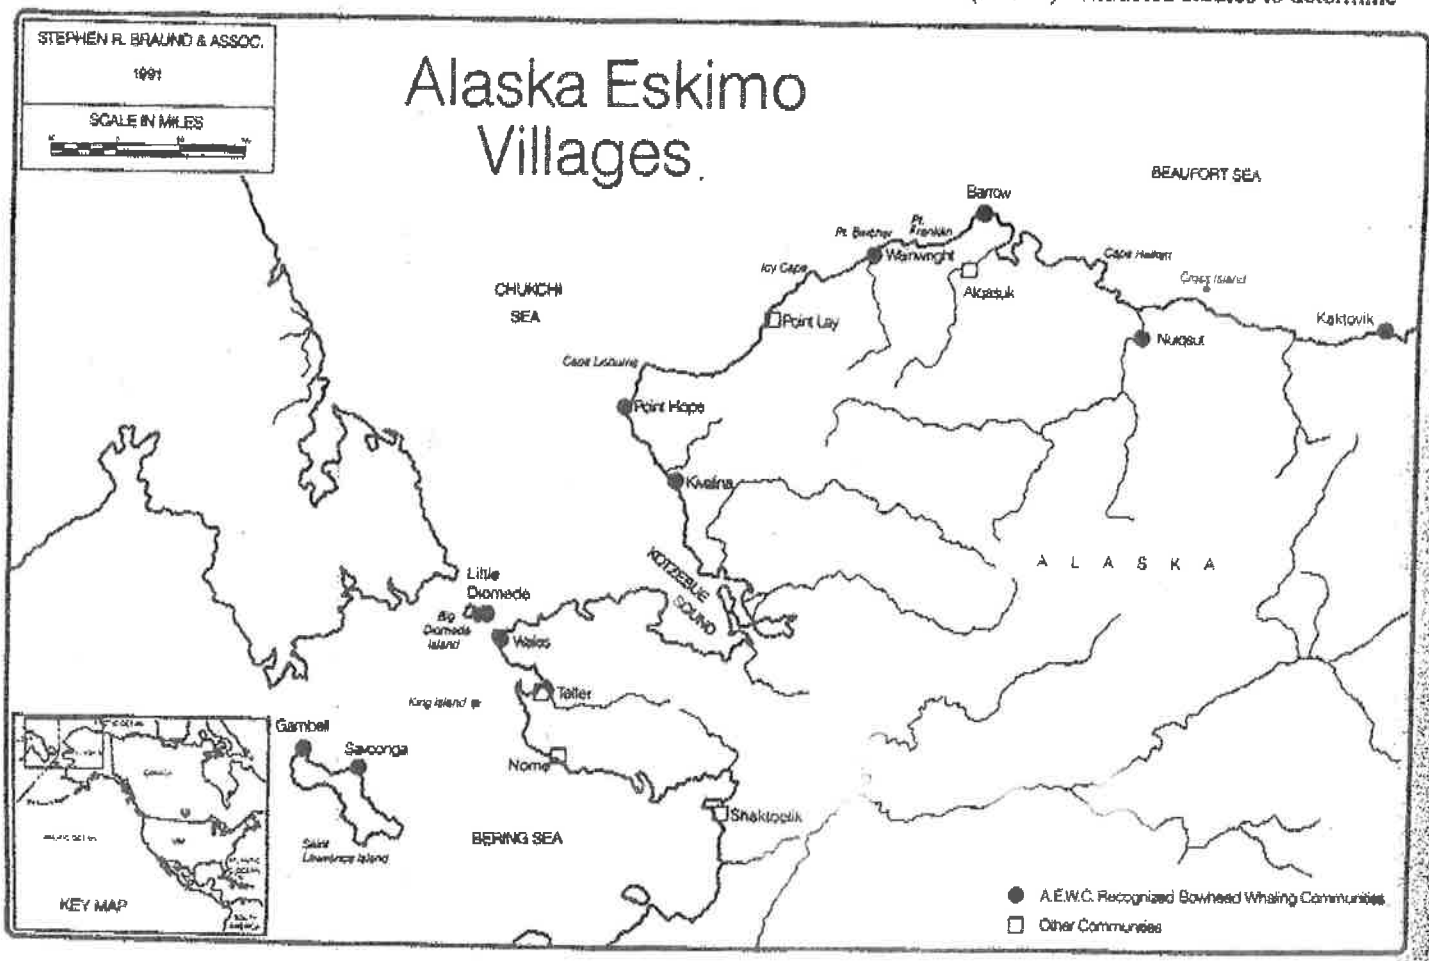 STEPHEN R. BRAUND & ASSOC.
1991
SCALE IN MILES
Alaska Eskimo
Villages
BEAUFORT SEA
Barrow
Pt.
Franklin
Wainwright
Icy Cape
Cape Halkett
Cross Island
CHUKCHI
SEA
Point Lay
Kaktovik
Nuiqsut
Cape Lisburne
Point Hope
Kivalina
KOTZEBUE
SOUND
ALASKA
Little
Diomede
Big
Diomede
Island
Wales
King Island
Teller
Gambell
Savoonga
Nome
Shaktoolik
Saint
Lawrence Island
BERING SEA
KEY MAP
A.E.W.C. Recognized Bowhead Whaling Communities
Other Communities